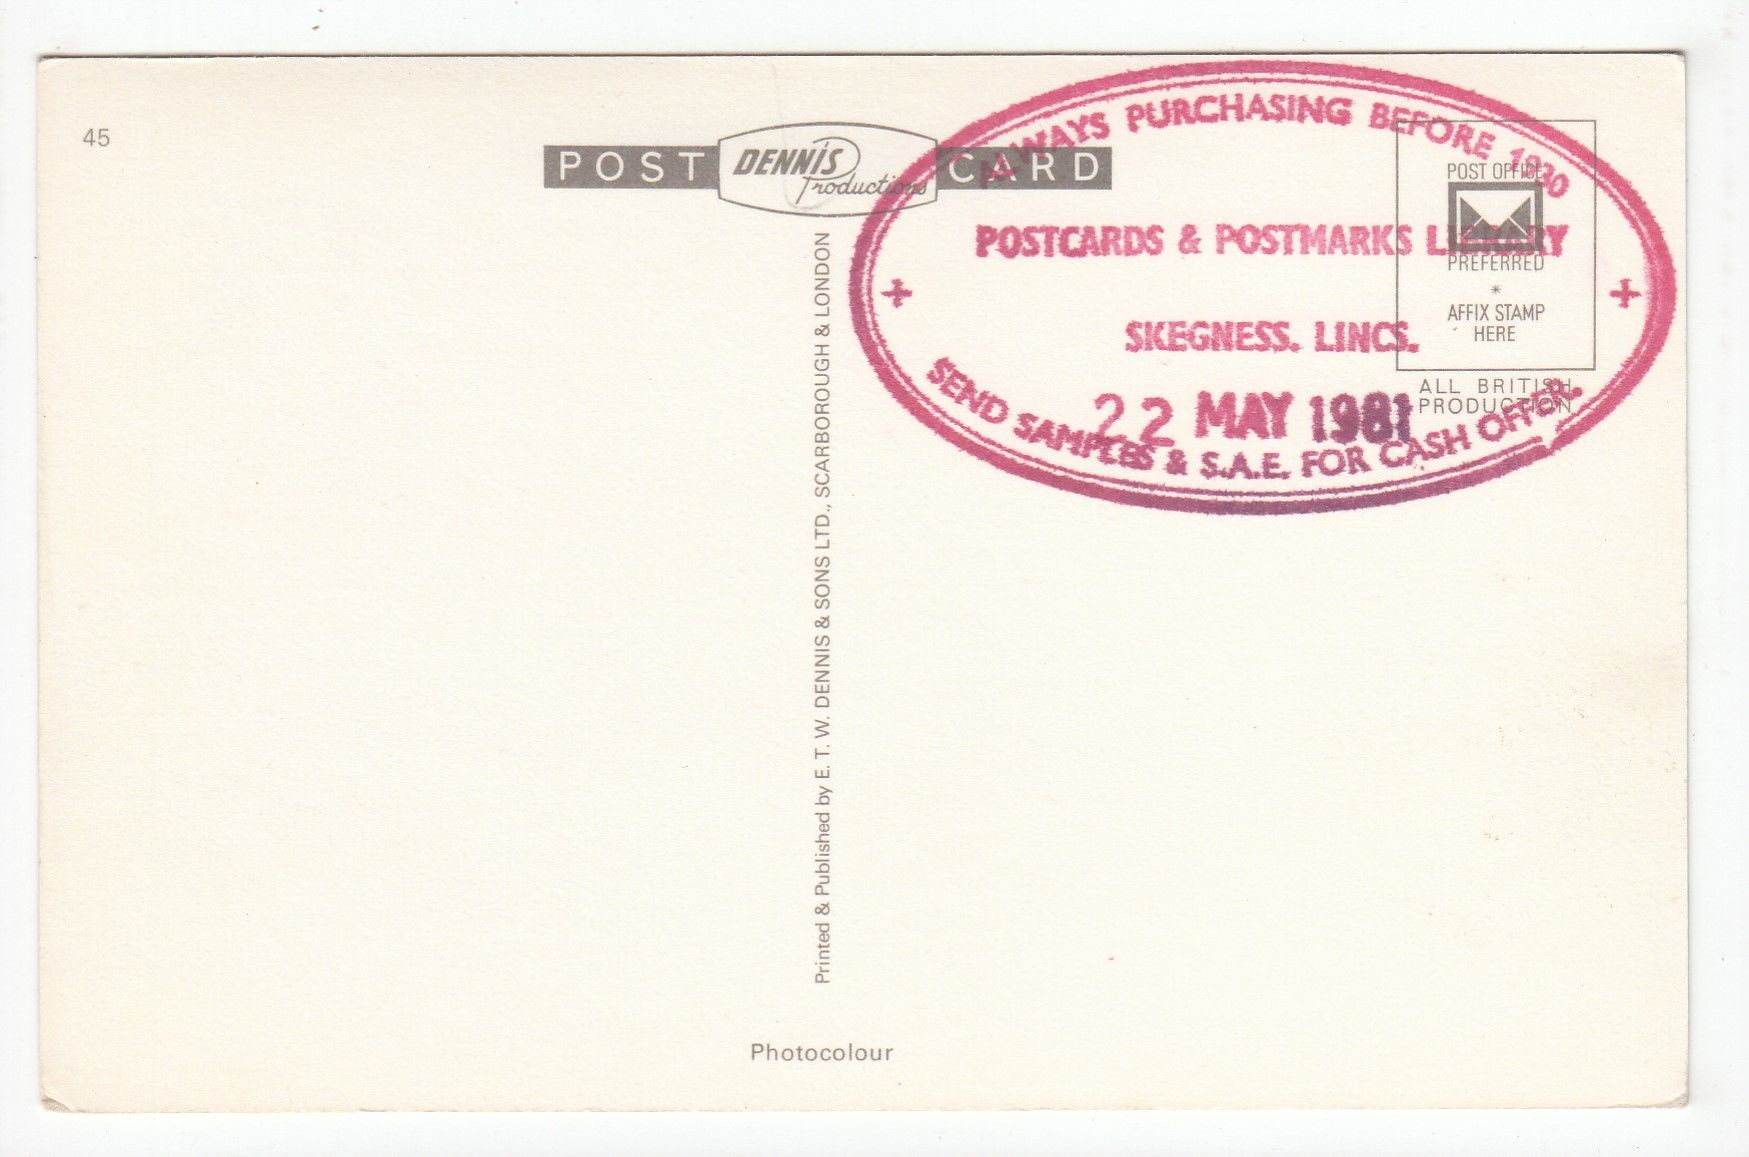 45
POST DENNIS Productions CARD
ALWAYS PURCHASING BEFORE 1930
POSTCARDS & POSTMARKS LIBRARY
SKEGNESS. LINCS.
22 MAY 1981
SEND SAMPLES & S.A.E. FOR CASH OFFER.
POST OFFICE
PREFERRED
*
AFFIX STAMP
HERE
ALL BRITISH
PRODUCTION
Printed & Published by E. T. W. DENNIS & SONS LTD., SCARBOROUGH & LONDON
Photocolour